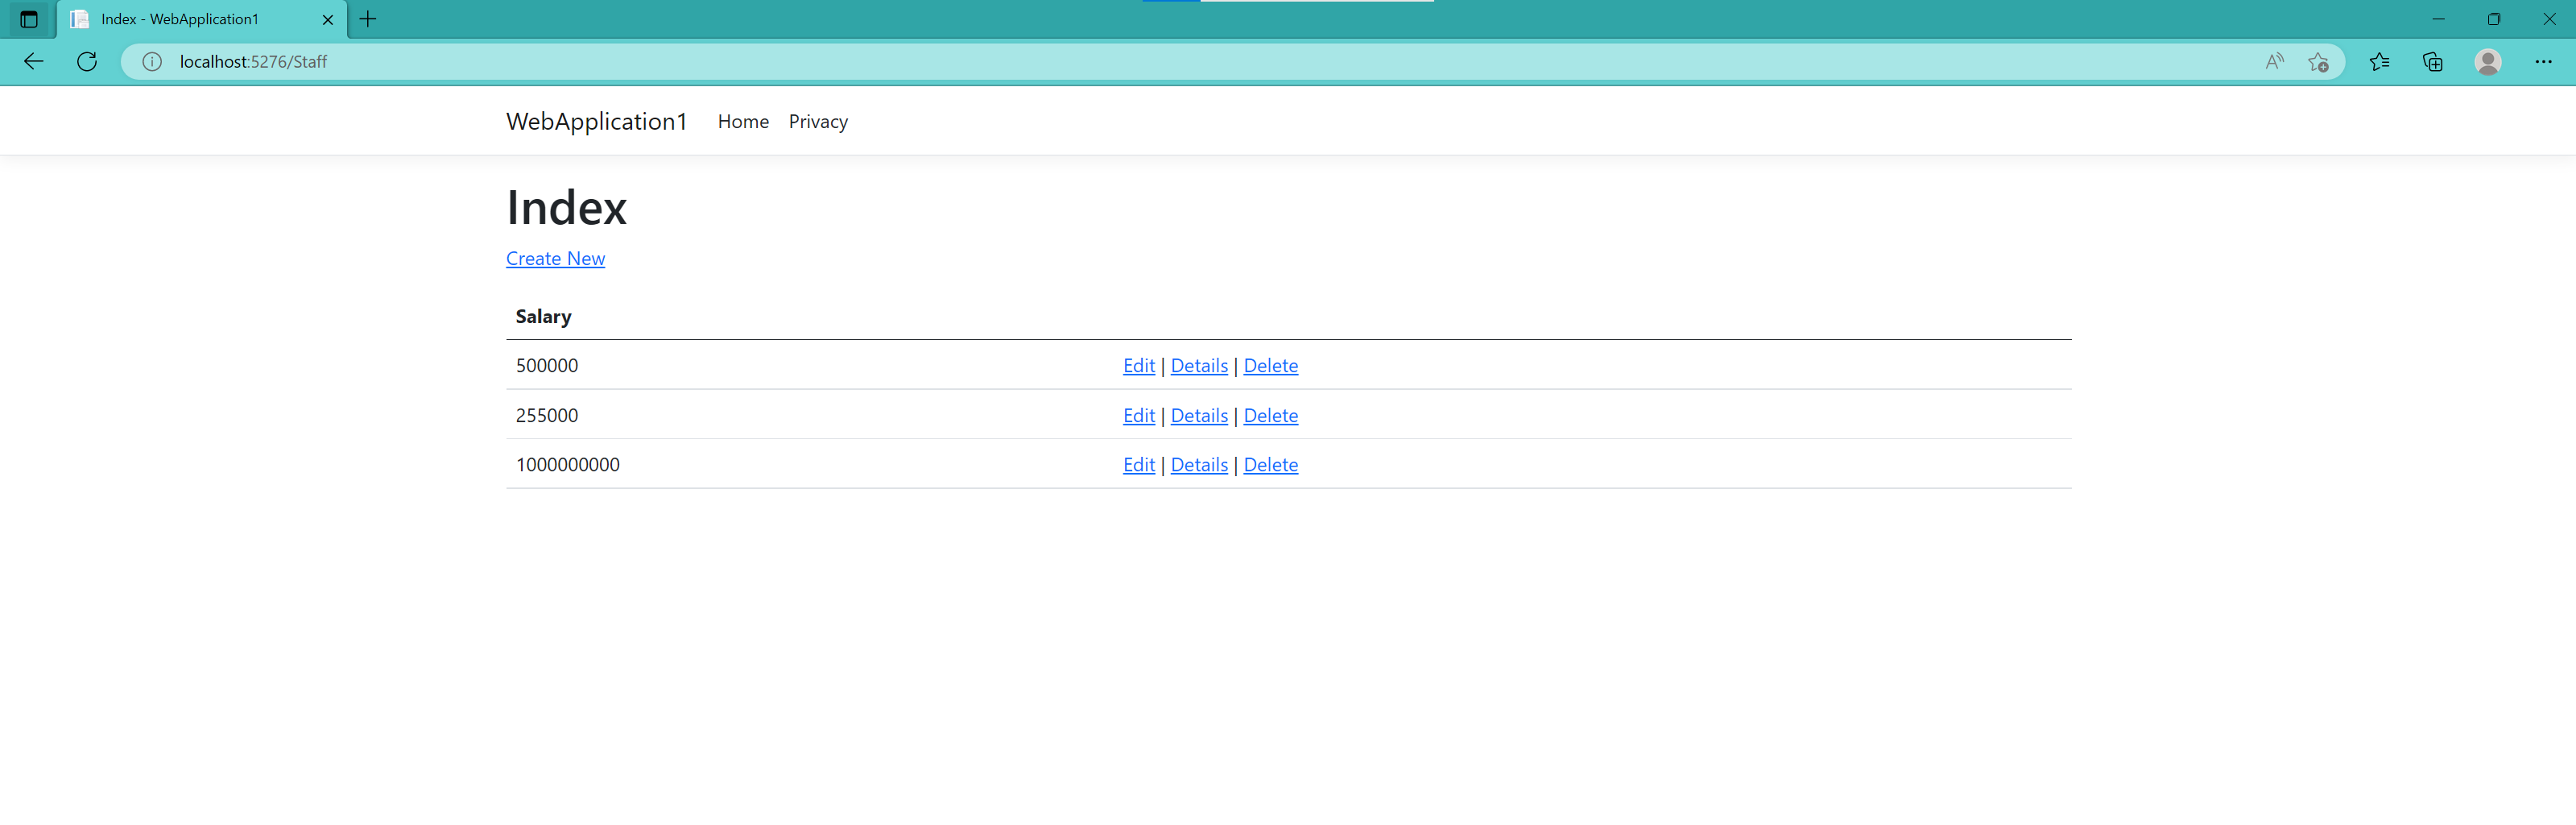 Index - WebApplication1
localhost:5276/Staff
WebApplication1 Home Privacy
Index
Create New
Salary
500000 Edit | Details | Delete
255000 Edit | Details | Delete
1000000000 Edit | Details | Delete